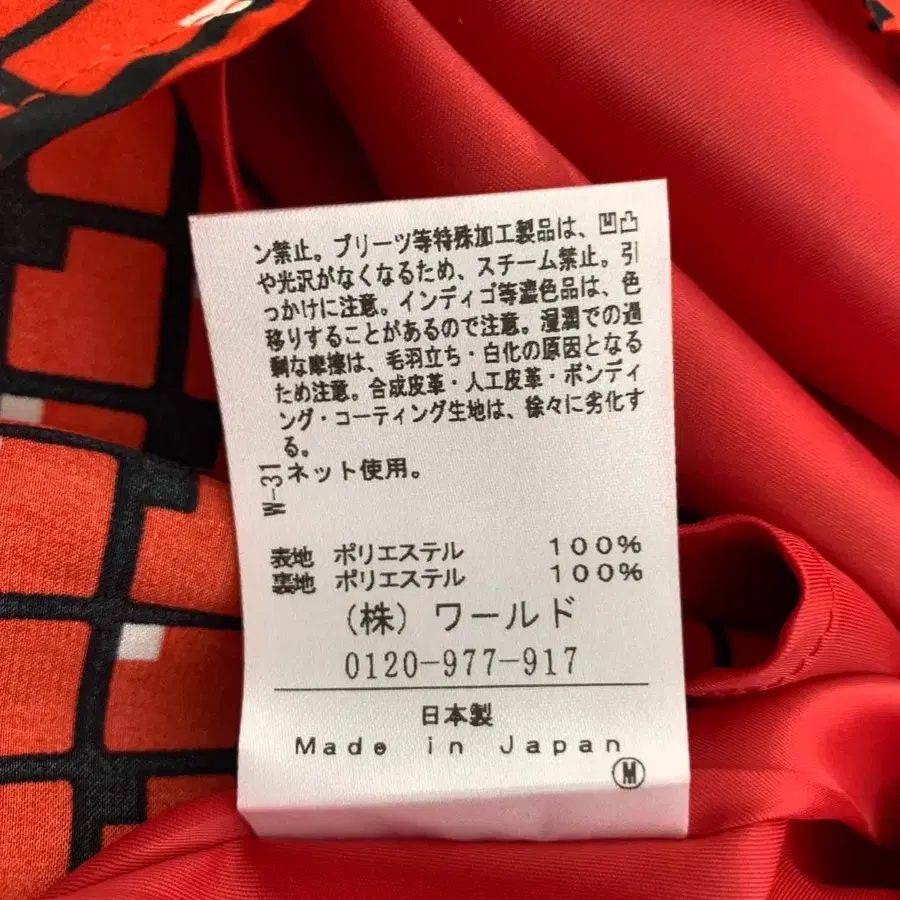 ン禁止。プリーツ等特殊加工製品は、凹凸
や光沢がなくなるため、スチーム禁止。引
っかけに注意。インディゴ等濃色品は、色
移りすることがあるので注意。湿潤での過
剰な摩擦は、毛羽立ち・白化の原因となる
ため注意。合成皮革・人工皮革・ボンディ
ング・コーティング生地は、徐々に劣化す
る。
W-31
ネット使用。
表地 ポリエステル 100%
裏地 ポリエステル 100%
(株) ワールド
0120-977-917
日本製
Made in Japan
M